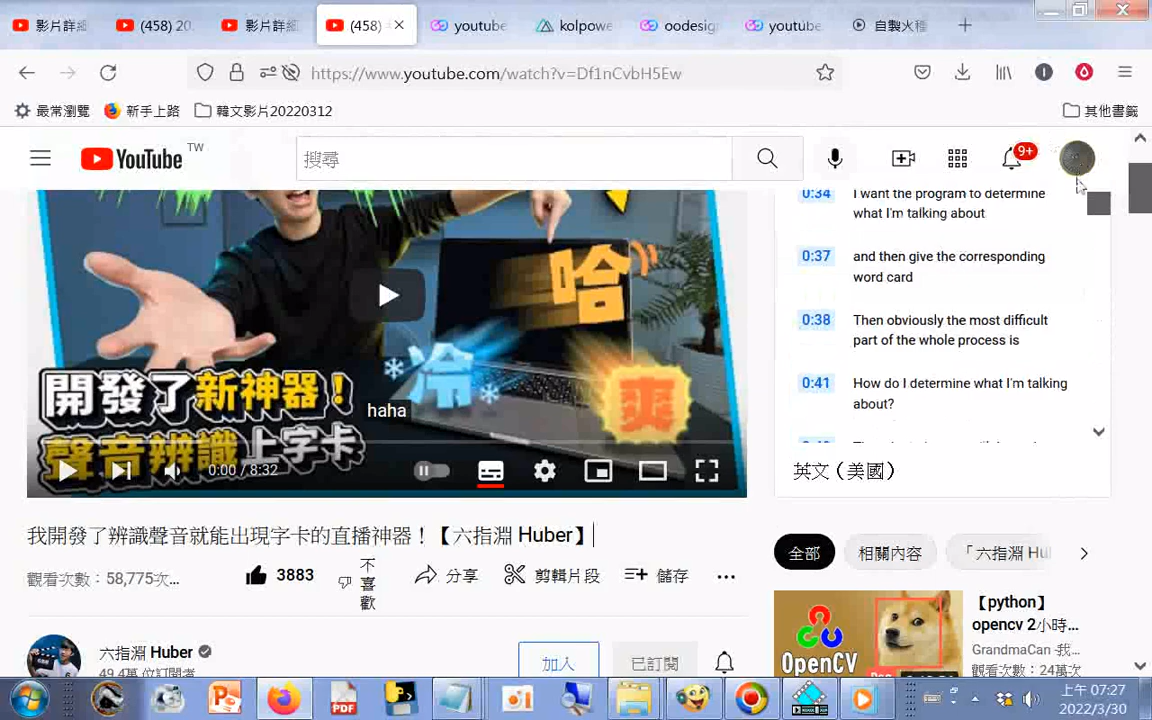 影片詳細
(458) 20
影片詳細
(458)
youtube
kolpowe
oodesig
youtube
自製火種
https://www.youtube.com/watch?v=Df1nCvbH5Ew
最常瀏覽
新手上路
韓文影片20220312
其他書籤
YouTube TW
搜尋
9+
0:34 I want the program to determine
what I'm talking about
0:37 and then give the corresponding
word card
0:38 Then obviously the most difficult
part of the whole process is
0:41 How do I determine what I'm talking
about?
英文（美國）
哈
冷
爽
開發了新神器！
聲音辨識上字卡
haha
0:00 / 8:32
我開發了辨識聲音就能出現字卡的直播神器！【六指淵 Huber】
觀看次數：58,775次...
3883
不喜歡
分享
剪輯片段
儲存
六指淵 Huber
49.4萬 位訂閱者
加入
已訂閱
全部
相關內容
「六指淵 Hu
OpenCV
【python】
opencv 2小時...
GrandmaCan -我...
觀看次數：24萬次
上午 07:27
2022/3/30